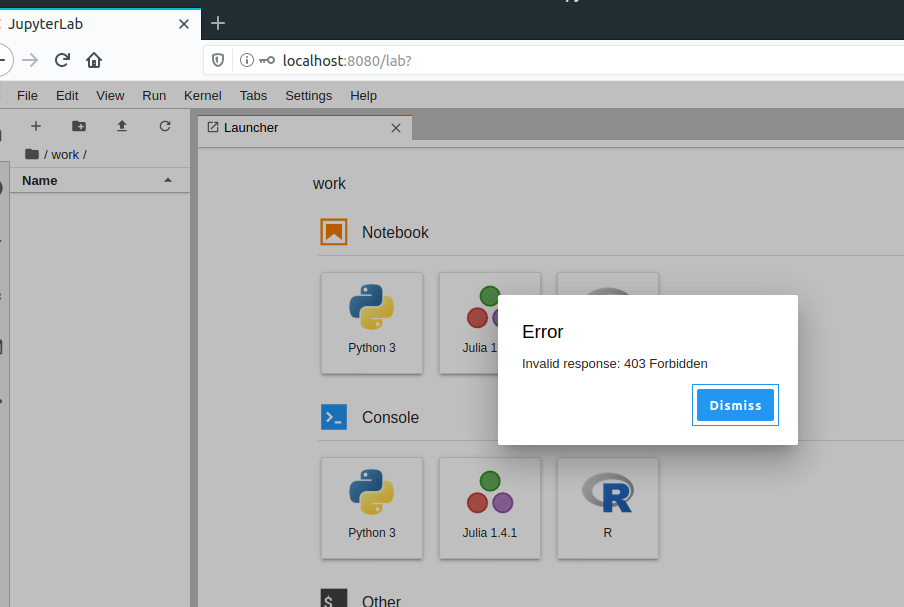 JupyterLab
localhost:8080/lab?
File Edit View Run Kernel Tabs Settings Help
Launcher
/ work /
Name
work
Notebook
Python 3
Julia 1
Error
Invalid response: 403 Forbidden
Dismiss
Console
Python 3
Julia 1.4.1
R
Other